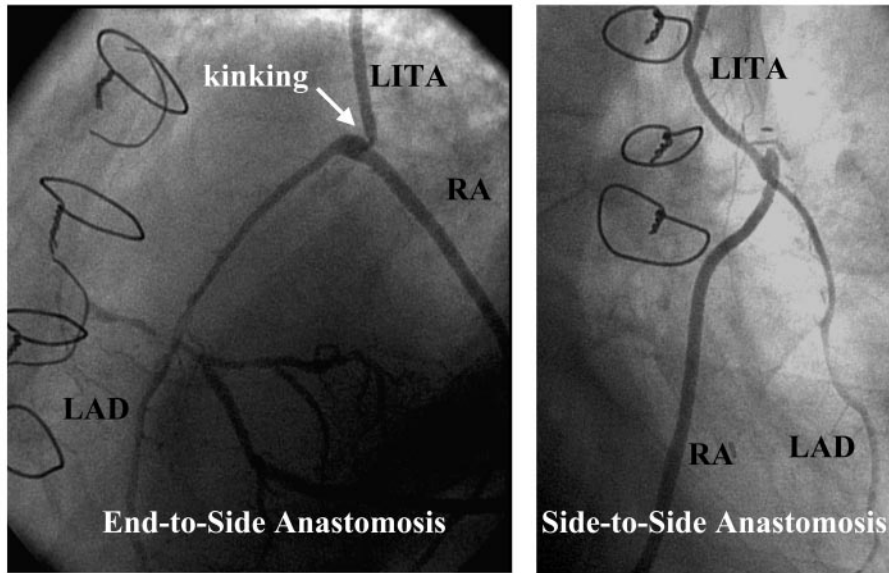 kinking
LITA
RA
LAD
End-to-Side Anastomosis
LITA
RA
LAD
Side-to-Side Anastomosis